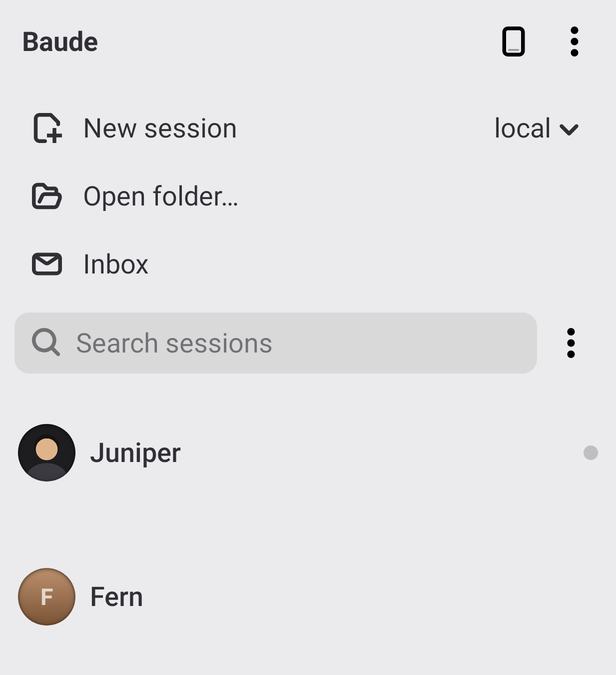 Baude
New session local
Open folder...
Inbox
Search sessions
Juniper
F Fern